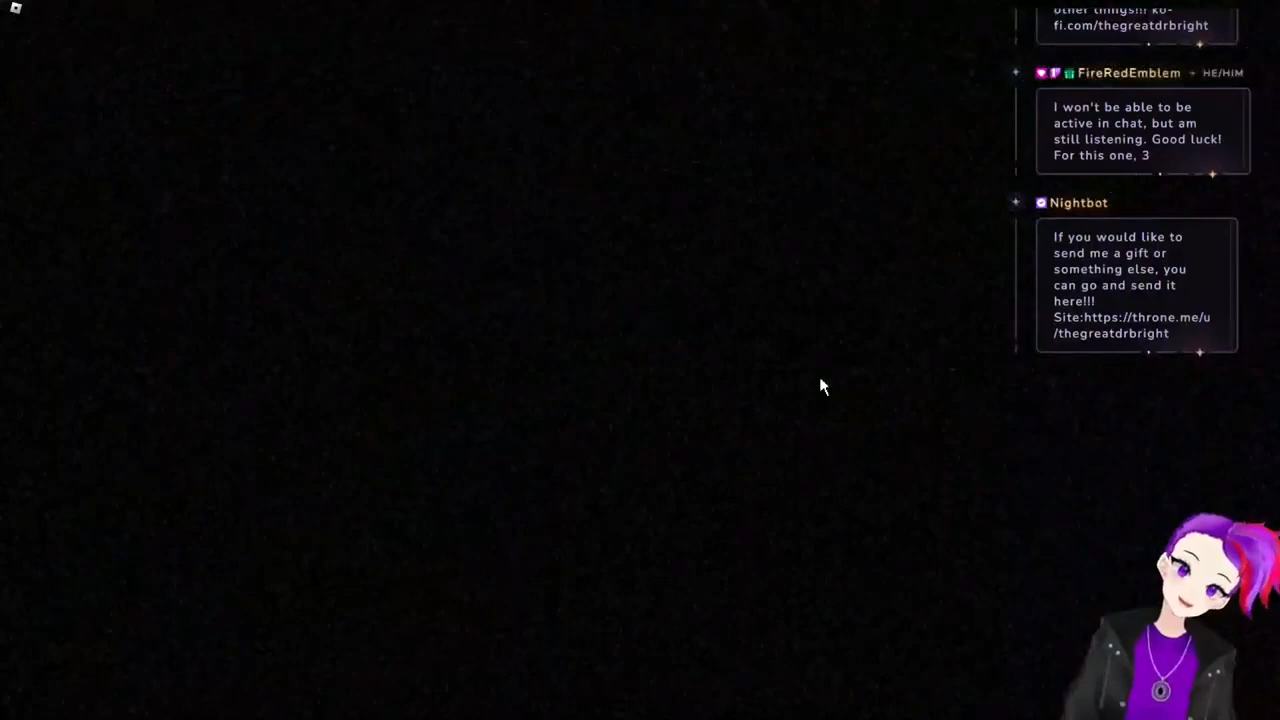 other things!!! ko-
fi.com/thegreatdrbright
FireRedEmblem HE/HIM
I won't be able to be
active in chat, but am
still listening. Good luck!
For this one, 3
Nightbot
If you would like to
send me a gift or
something else, you
can go and send it
here!!!
Site:https://throne.me/u
/thegreatdrbright